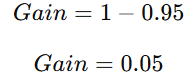 Gain = 1 – 0.95
Gain = 0.05